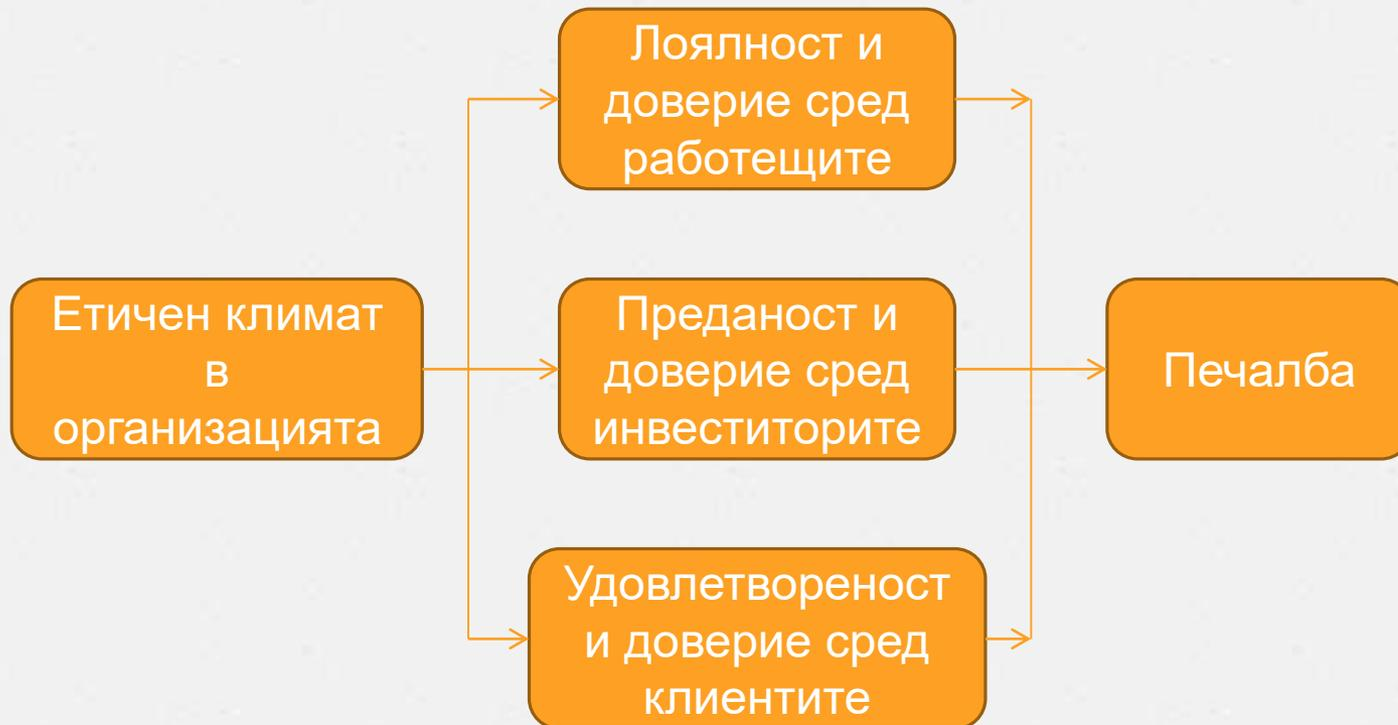 Лоялност и
доверие сред
работещите
Етичен климат
в
организацията
Преданост и
доверие сред
инвеститорите
Печалба
Удовлетвореност
и доверие сред
клиентите